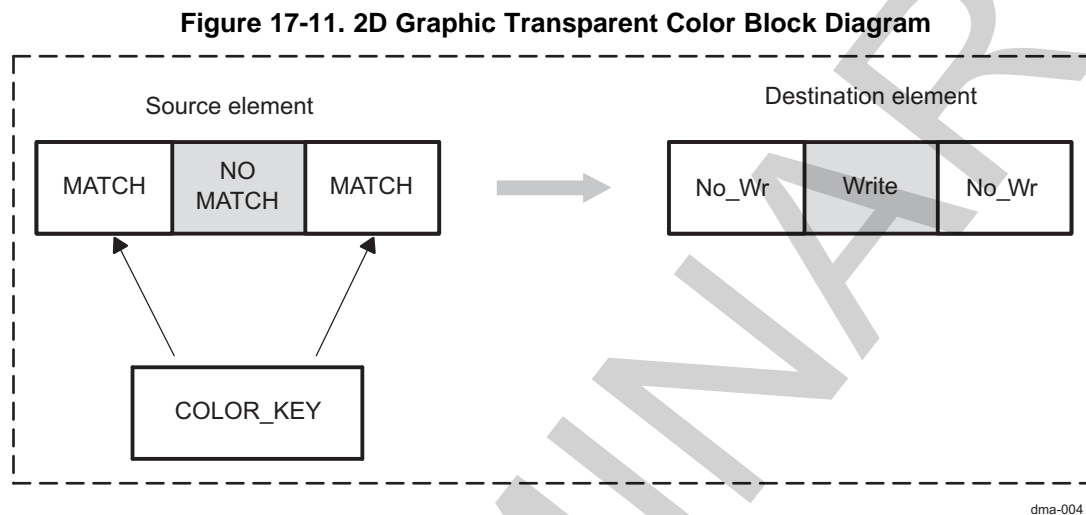 Figure 17-11. 2D Graphic Transparent Color Block Diagram
Source element
Destination element
MATCH
NO
MATCH
MATCH
No_Wr
Write
No_Wr
COLOR_KEY
dma-004